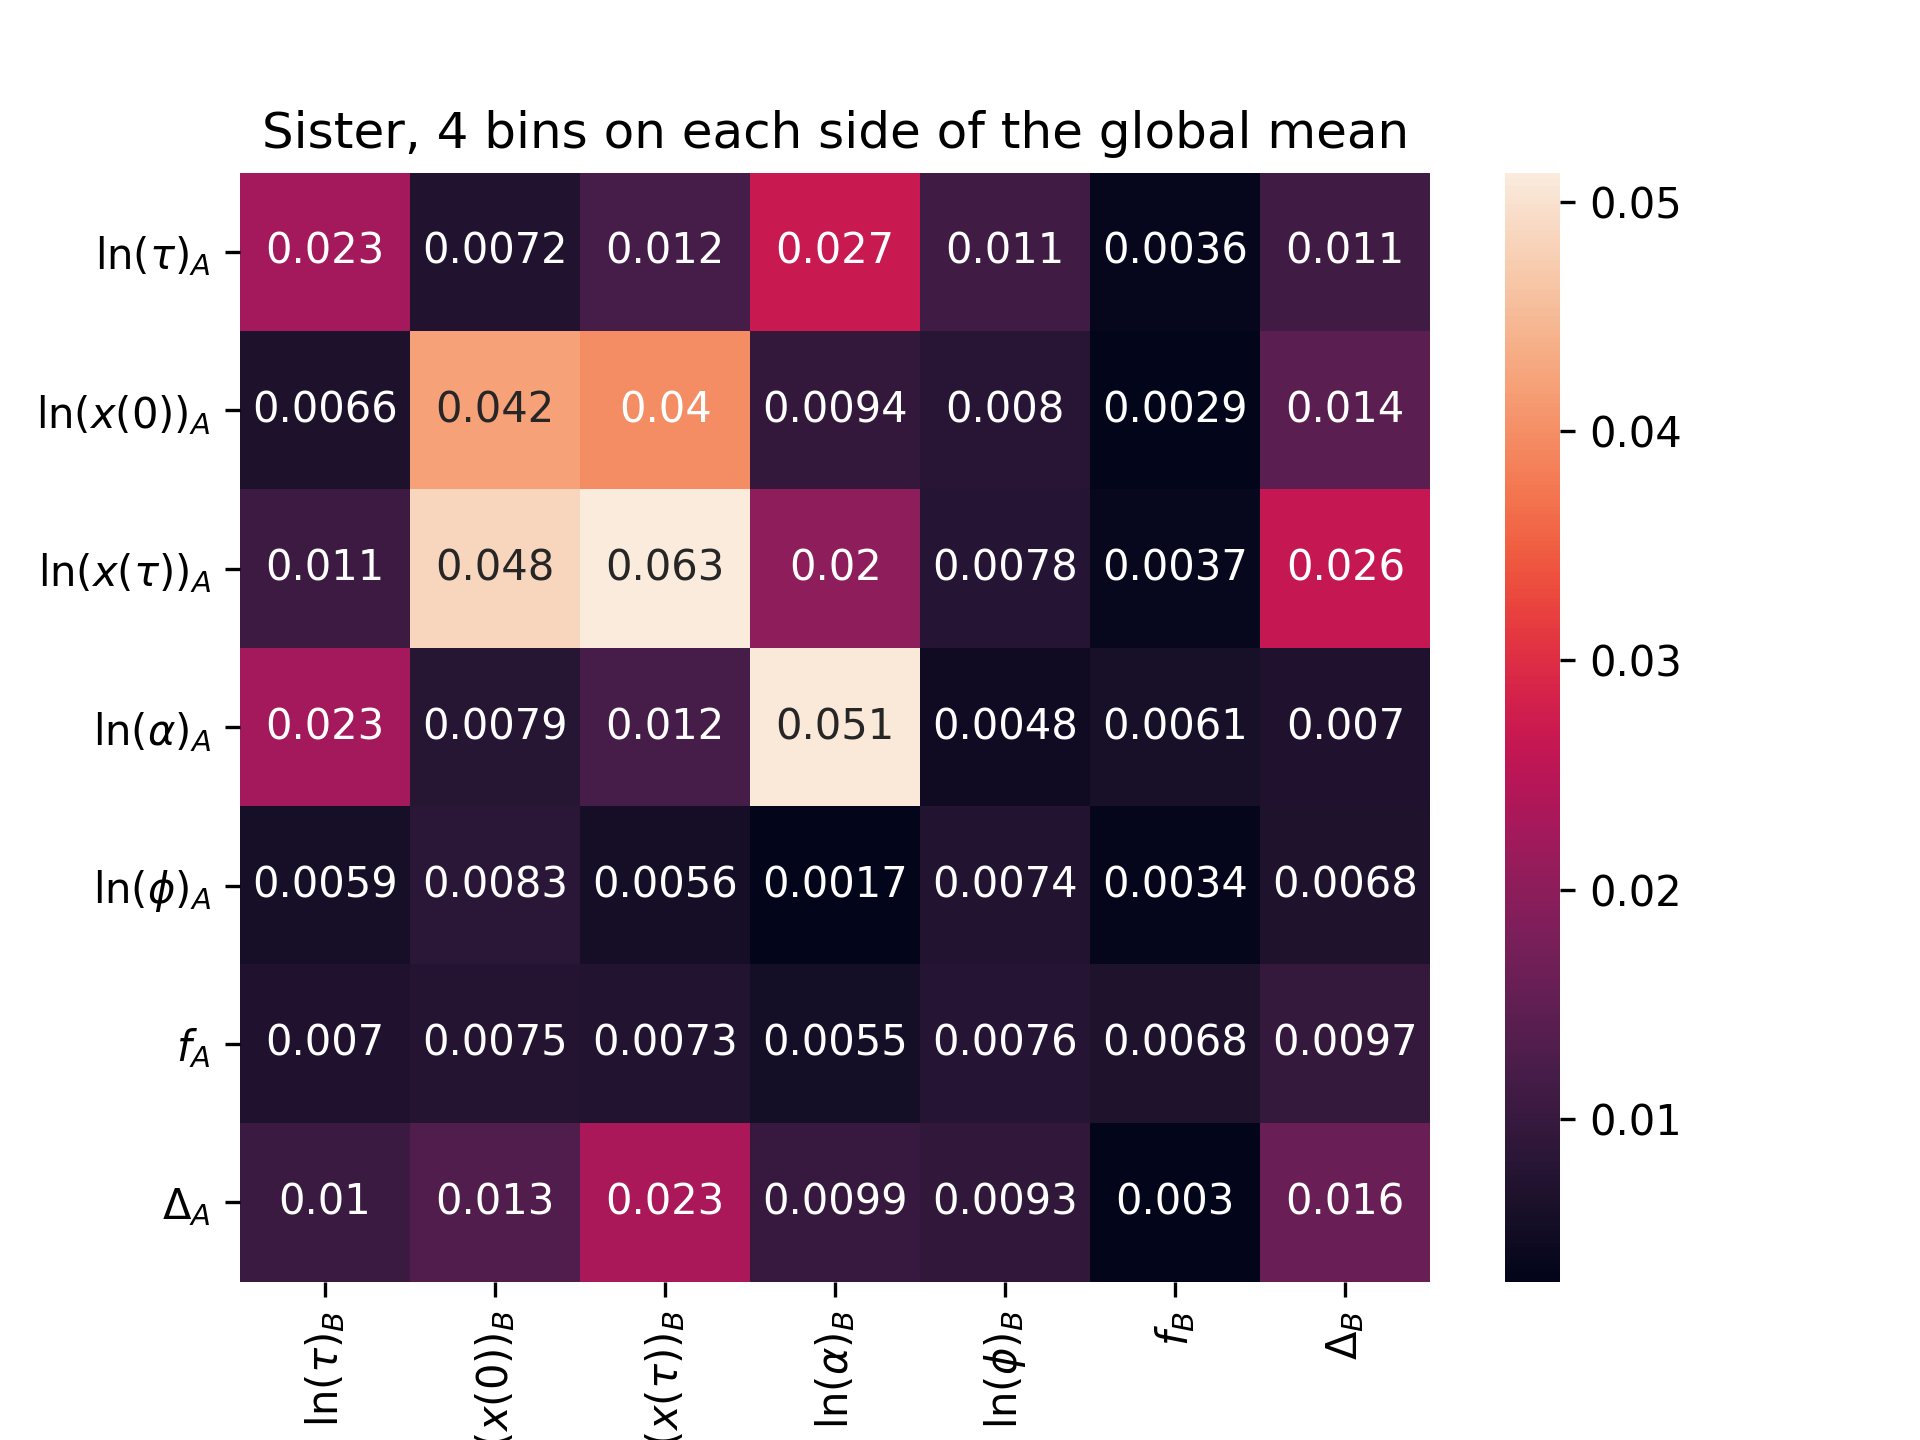 Sister, 4 bins on each side of the global mean
ln(τ)A 0.023 0.0072 0.012 0.027 0.011 0.0036 0.011
ln(x(0))A 0.0066 0.042 0.04 0.0094 0.008 0.0029 0.014
ln(x(τ))A 0.011 0.048 0.063 0.02 0.0078 0.0037 0.026
ln(α)A 0.023 0.0079 0.012 0.051 0.0048 0.0061 0.007
ln(ϕ)A 0.0059 0.0083 0.0056 0.0017 0.0074 0.0034 0.0068
fA 0.007 0.0075 0.0073 0.0055 0.0076 0.0068 0.0097
ΔA 0.01 0.013 0.023 0.0099 0.0093 0.003 0.016
ln(τ)B (x(0))B (x(τ))B ln(α)B ln(ϕ)B fB ΔB
0.05
0.04
0.03
0.02
0.01